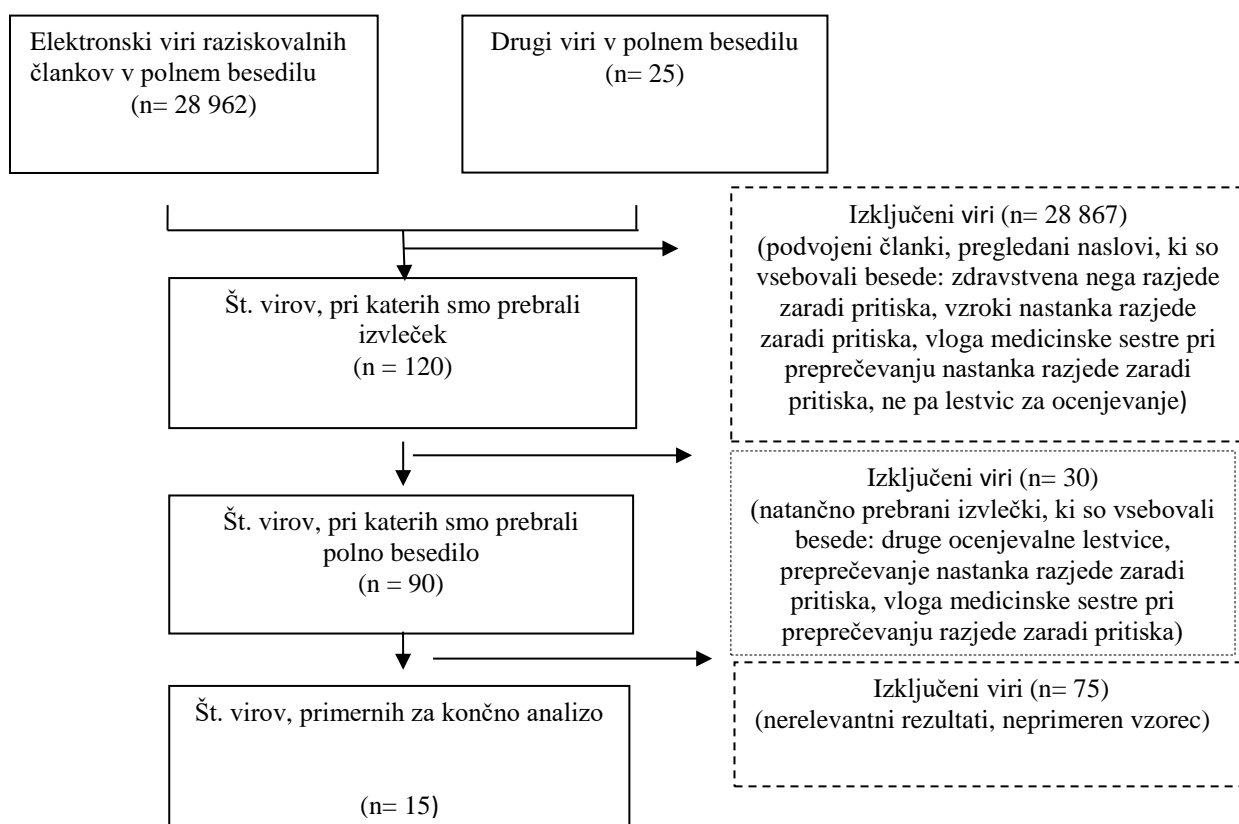 Elektronski viri raziskovalnih
člankov v polnem besedilu
(n= 28 962)
Drugi viri v polnem besedilu
(n= 25)
Izključeni viri (n= 28 867)
(podvojeni članki, pregledani naslovi, ki so
vsebovali besede: zdravstvena nega razjede
zaradi pritiska, vzroki nastanka razjede
zaradi pritiska, vloga medicinske sestre pri
preprečevanju nastanka razjede zaradi
pritiska, ne pa lestvic za ocenjevanje)
Št. virov, pri katerih smo prebrali
izvleček
(n = 120)
Izključeni viri (n= 30)
(natančno prebrani izvlečki, ki so vsebovali
besede: druge ocenjevalne lestvice,
preprečevanje nastanka razjede zaradi
pritiska, vloga medicinske sestre pri
preprečevanju razjede zaradi pritiska)
Št. virov, pri katerih smo prebrali
polno besedilo
(n = 90)
Izključeni viri (n= 75)
(nerelevantni rezultati, neprimeren vzorec)
Št. virov, primernih za končno analizo
(n= 15)